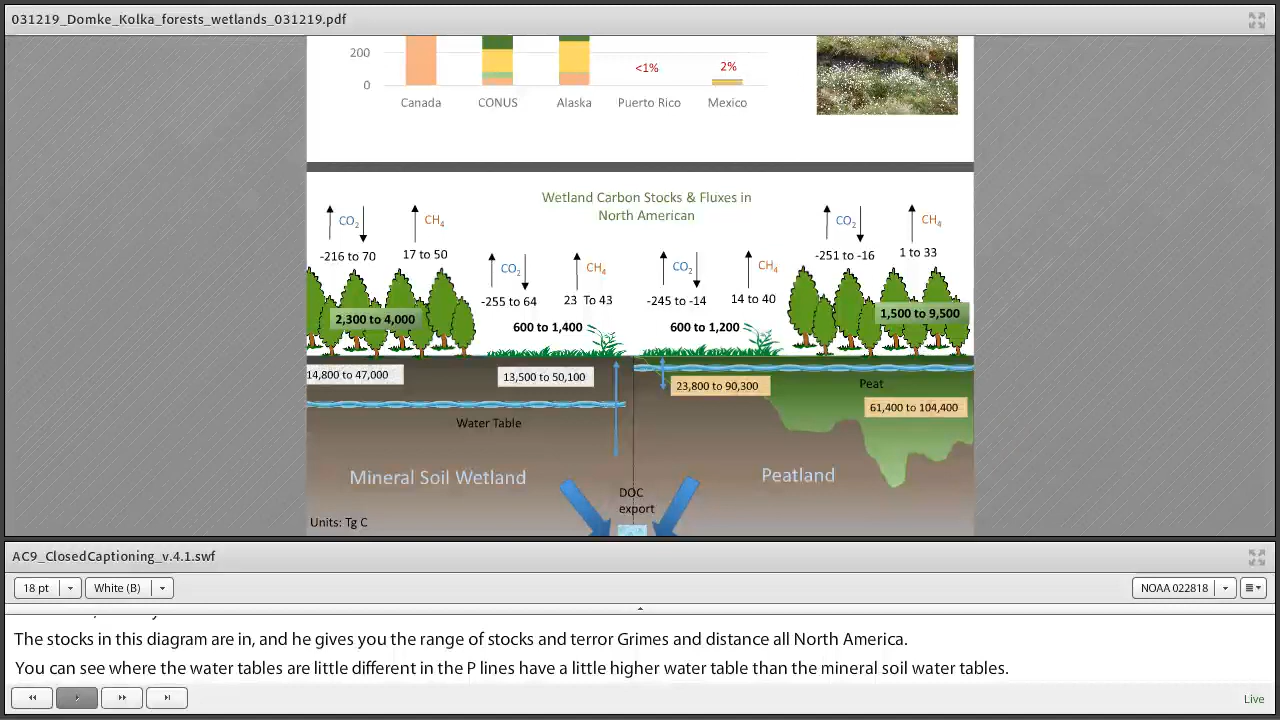 031219_Domke_Kolka_forests_wetlands_031219.pdf
200
<1%
2%
0
Canada CONUS Alaska Puerto Rico Mexico
Wetland Carbon Stocks & Fluxes in
North American
CO2 CH4
-216 to 70 17 to 50
CO2 CH4
-255 to 64 23 To 43
CO2 CH4
-245 to -14 14 to 40
CO2 CH4
-251 to -16 1 to 33
2,300 to 4,000
600 to 1,400
600 to 1,200
1,500 to 9,500
14,800 to 47,000
13,500 to 50,100
23,800 to 90,300
Peat
61,400 to 104,400
Water Table
Mineral Soil Wetland
Peatland
DOC
export
Units: Tg C
AC9_ClosedCaptioning_v.4.1.swf
18 pt White (B) NOAA 022818
The stocks in this diagram are in, and he gives you the range of stocks and terror Grimes and distance all North America.
You can see where the water tables are little different in the P lines have a little higher water table than the mineral soil water tables.
Live